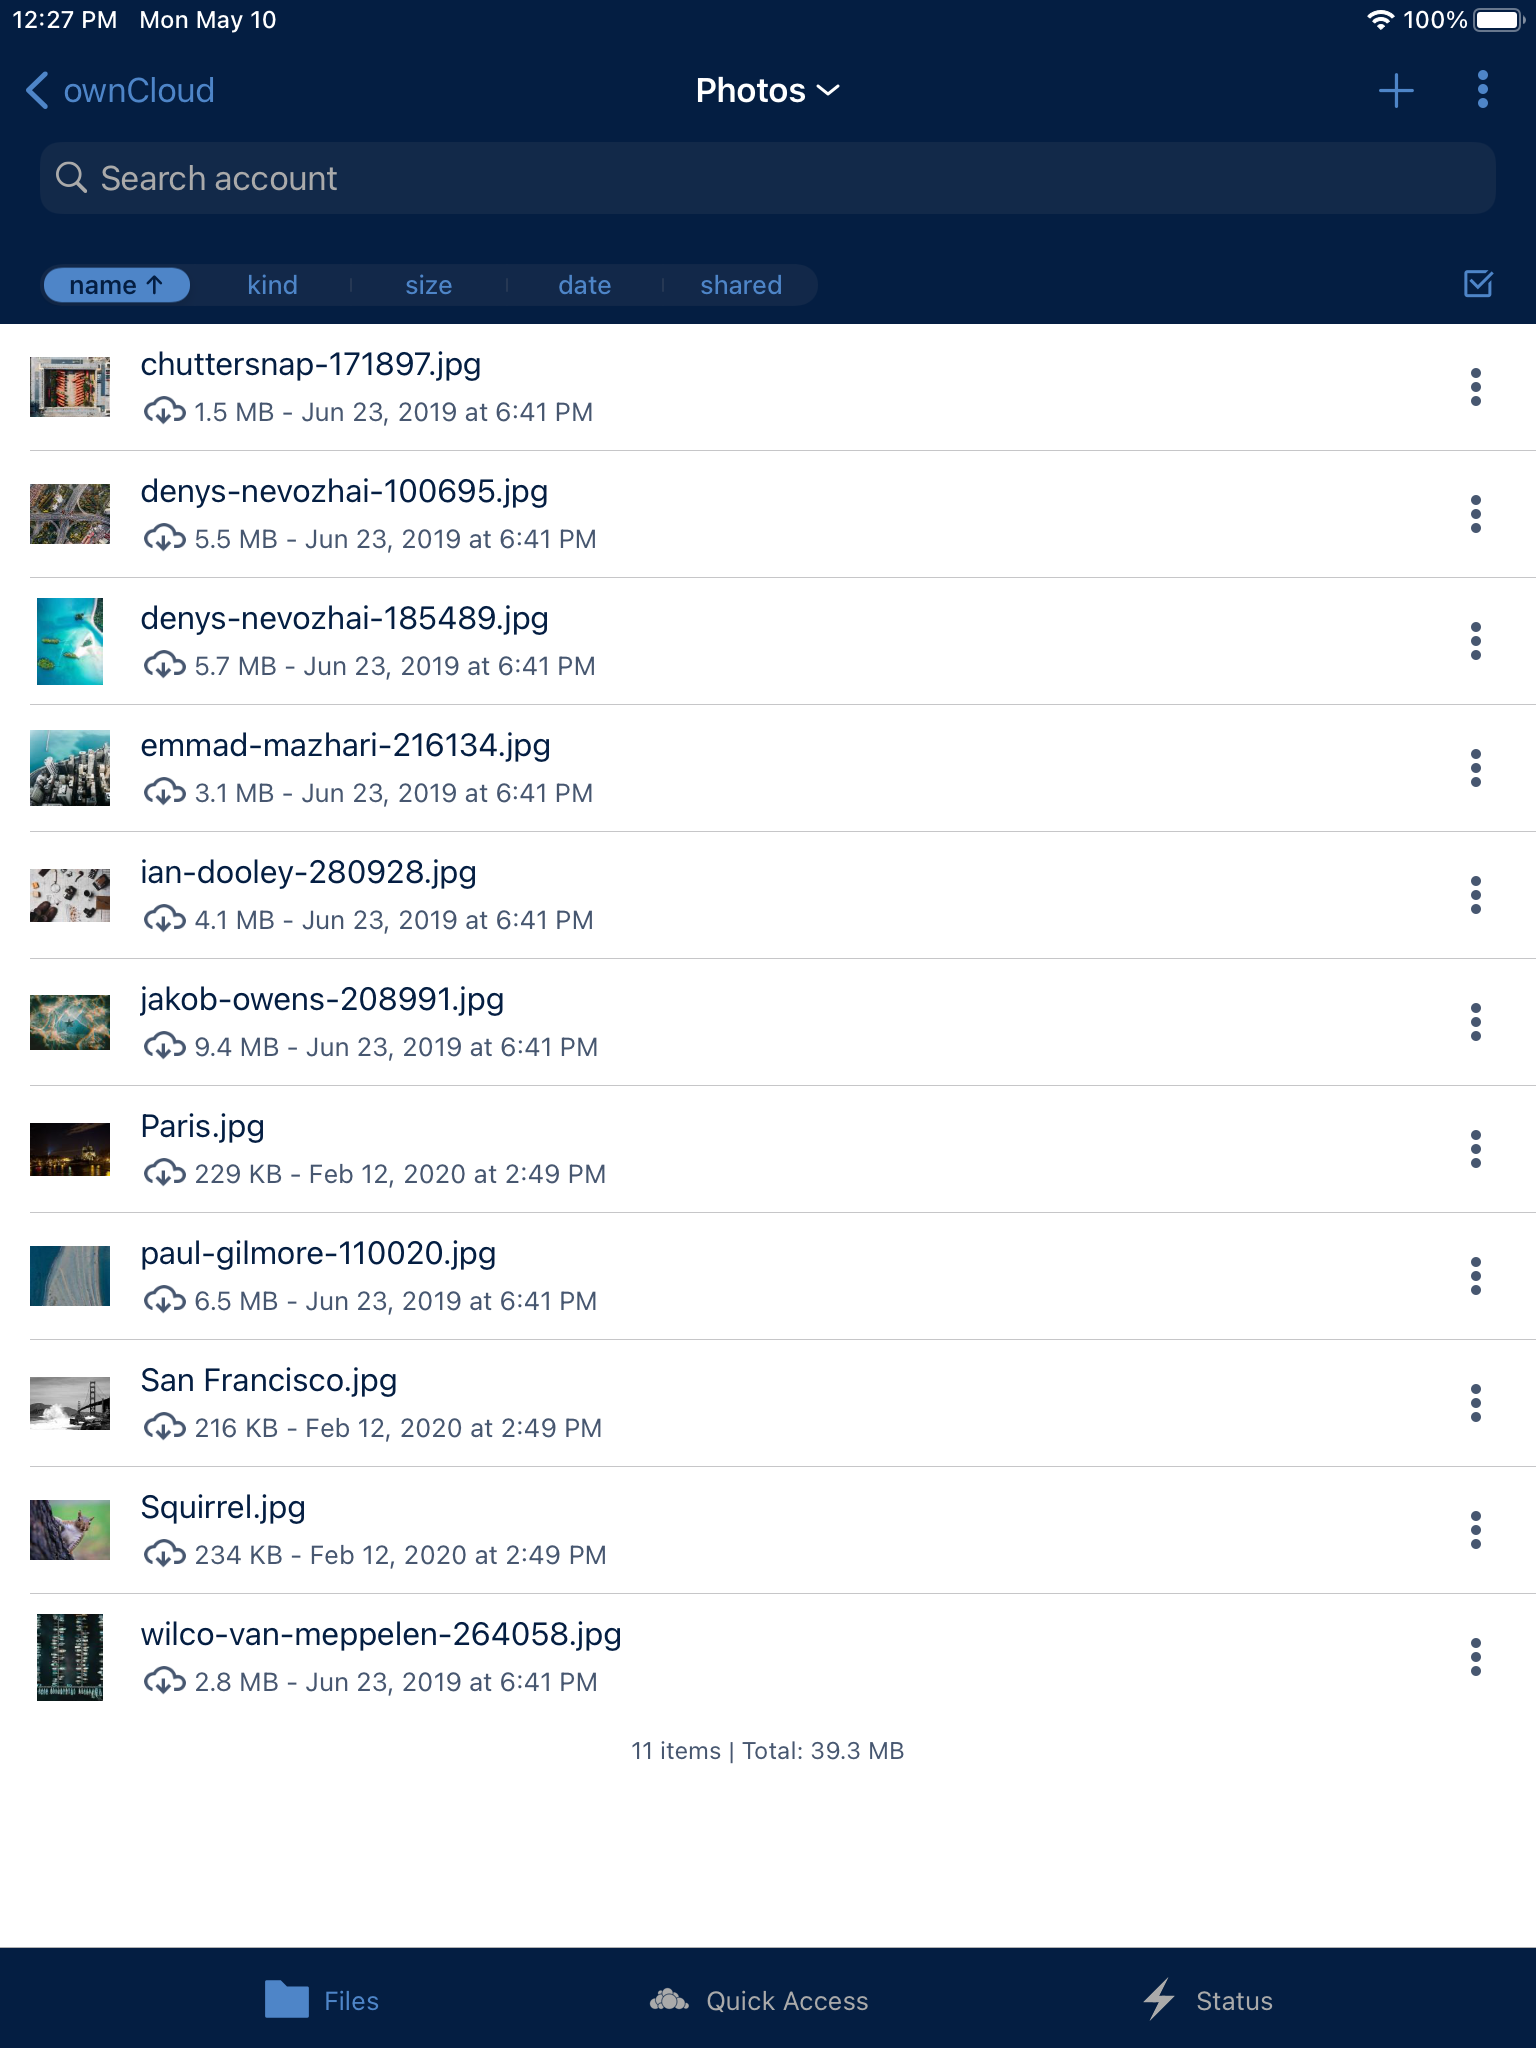 12:27 PM Mon May 10 100%
ownCloud Photos
Search account
name ↑ kind size date shared
chuttersnap-171897.jpg
1.5 MB - Jun 23, 2019 at 6:41 PM
denys-nevozhai-100695.jpg
5.5 MB - Jun 23, 2019 at 6:41 PM
denys-nevozhai-185489.jpg
5.7 MB - Jun 23, 2019 at 6:41 PM
emmad-mazhari-216134.jpg
3.1 MB - Jun 23, 2019 at 6:41 PM
ian-dooley-280928.jpg
4.1 MB - Jun 23, 2019 at 6:41 PM
jakob-owens-208991.jpg
9.4 MB - Jun 23, 2019 at 6:41 PM
Paris.jpg
229 KB - Feb 12, 2020 at 2:49 PM
paul-gilmore-110020.jpg
6.5 MB - Jun 23, 2019 at 6:41 PM
San Francisco.jpg
216 KB - Feb 12, 2020 at 2:49 PM
Squirrel.jpg
234 KB - Feb 12, 2020 at 2:49 PM
wilco-van-meppelen-264058.jpg
2.8 MB - Jun 23, 2019 at 6:41 PM
11 items | Total: 39.3 MB
Files Quick Access Status